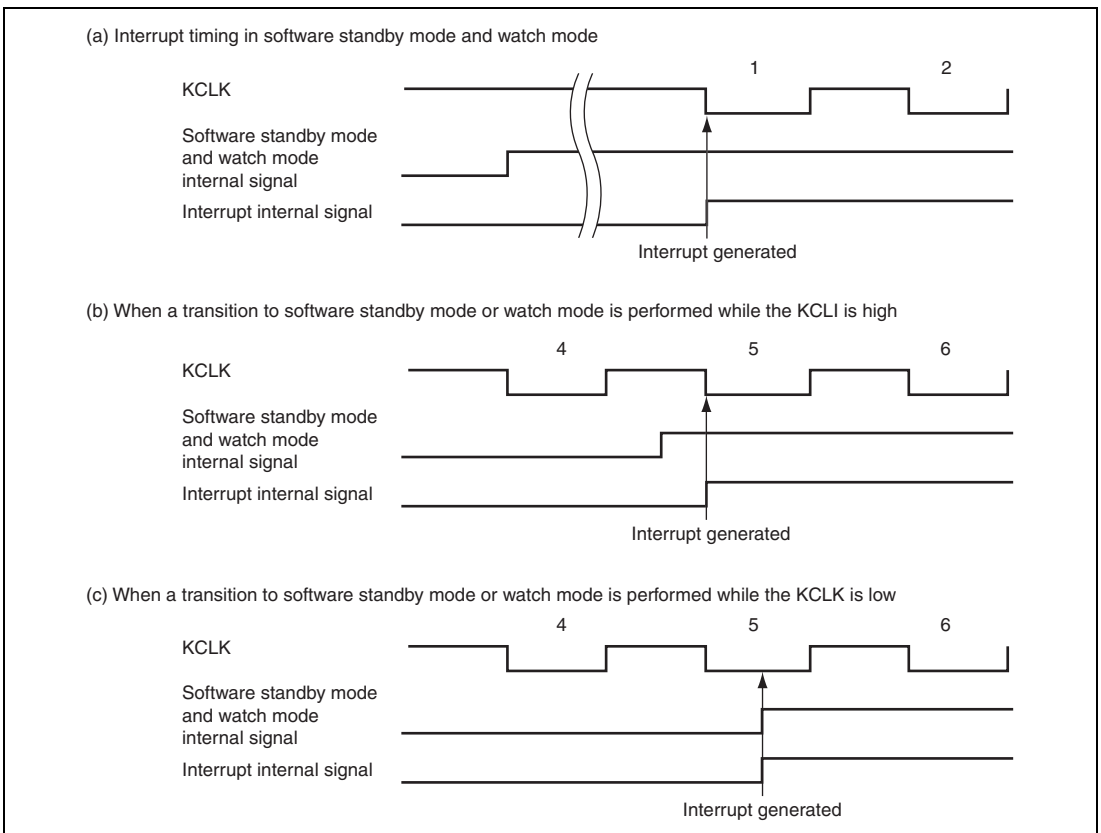 (a) Interrupt timing in software standby mode and watch mode
1 2
KCLK
Software standby mode
and watch mode
internal signal
Interrupt internal signal
Interrupt generated
(b) When a transition to software standby mode or watch mode is performed while the KCLI is high
4 5 6
KCLK
Software standby mode
and watch mode
internal signal
Interrupt internal signal
Interrupt generated
(c) When a transition to software standby mode or watch mode is performed while the KCLK is low
4 5 6
KCLK
Software standby mode
and watch mode
internal signal
Interrupt internal signal
Interrupt generated